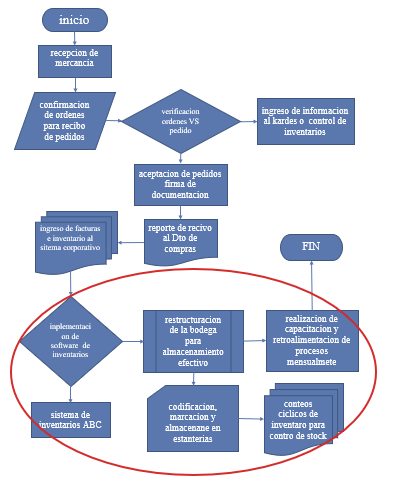 inicio
recepcion de
mercancia
confirmacion
de ordenes
para recibo
de pedidos
verificacion
ordenes VS
pedido
ingreso de informacion
al kardes o control de
inventarios
aceptacion de pedidos
firma de
documentacion
ingreso de facturas
e inventario al
sitema corporativo
reporte de recivo
al Dto de
compras
FIN
inplementaci
on de
software de
inventarios
restructuracion
de la bodega
para
almacenamiento
efectivo
realizacion de
capacitacion y
retroalimentacion de
procesos
mensualmete
sistema de
inventarios ABC
codificacion,
marcacion y
almacenane en
estanterias
conteos
ciclicos de
inventaro para
contro de stock